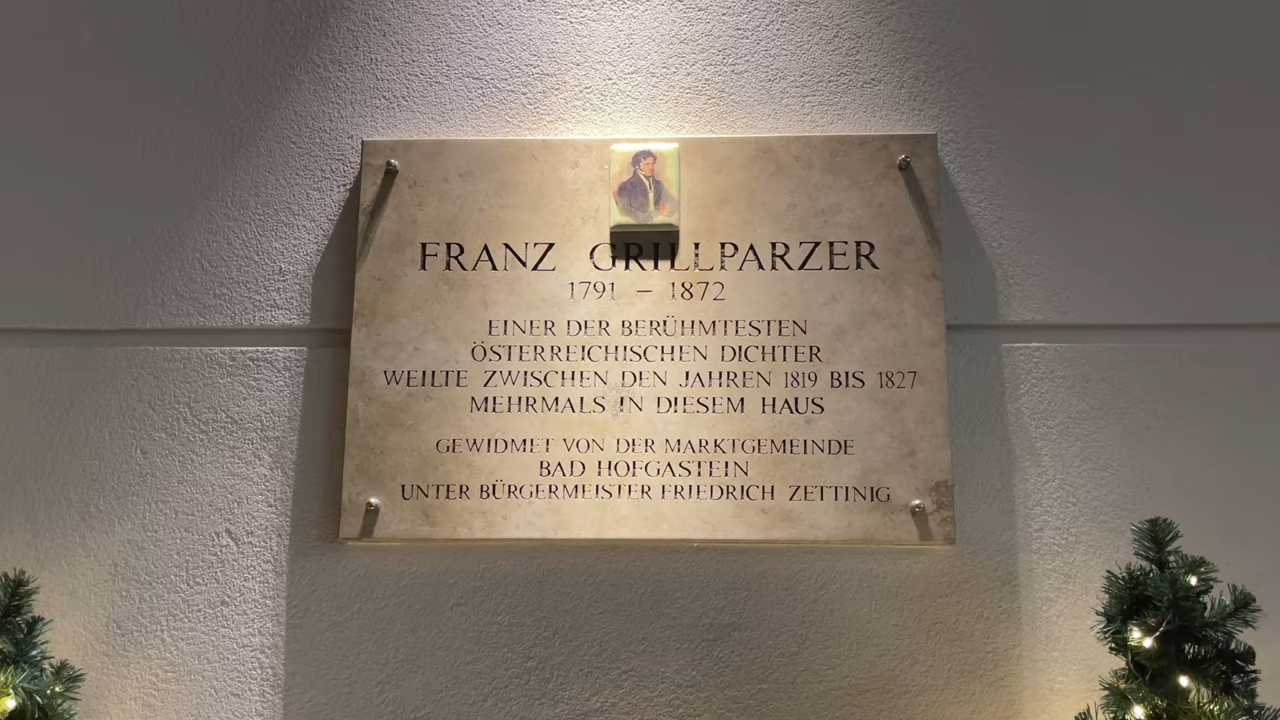 FRANZ GRILLPARZER
1791 – 1872
EINER DER BERÜHMTESTEN
ÖSTERREICHISCHEN DICHTER
WEILTE ZWISCHEN DEN JAHREN 1819 BIS 1827
MEHRMALS IN DIESEM HAUS
GEWIDMET VON DER MARKTGEMEINDE
BAD HOFGASTEIN
UNTER BÜRGERMEISTER FRIEDRICH ZETTINIG